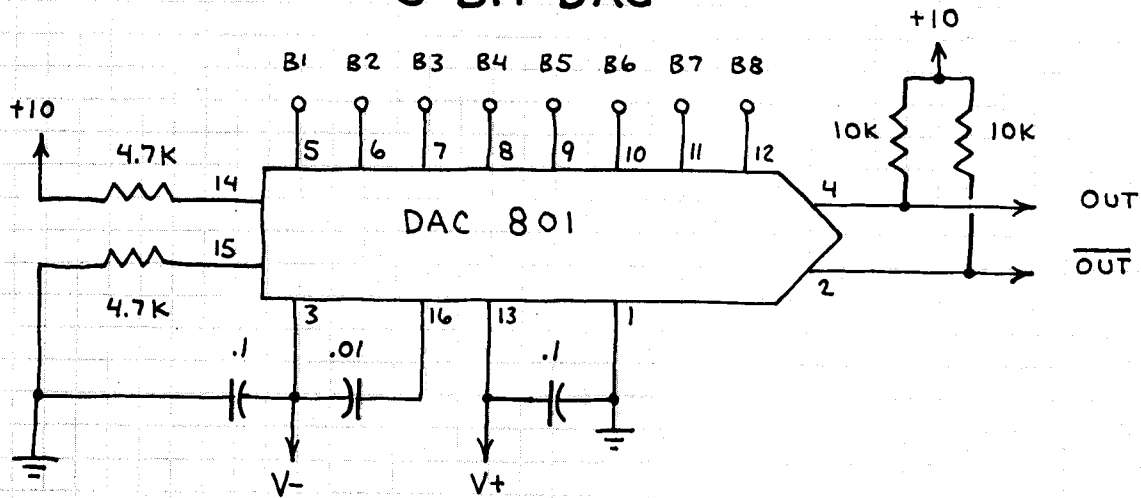 +10
B1 B2 B3 B4 B5 B6 B7 B8
+10
10K 10K
4.7K
5 6 7 8 9 10 11 12
14
4
OUT
DAC 801
15
OUT
2
4.7K
3 16 13 1
.1 .01 .1
V- V+